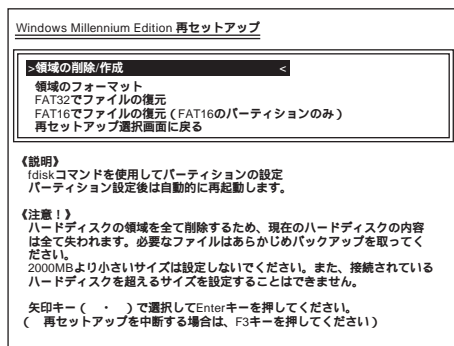 Windows Millennium Edition 再セットアップ
>領域の削除/作成 <
領域のフォーマット
FAT32でファイルの復元
FAT16でファイルの復元(FAT16のパーティションのみ)
再セットアップ選択画面に戻る
《説明》
fdiskコマンドを使用してパーティションの設定
パーティション設定後は自動的に再起動します。
《注意!》
ハードディスクの領域を全て削除するため、現在のハードディスクの内容
は全て失われます。必要なファイルはあらかじめバックアップを取ってく
ださい。
2000MBより小さいサイズは設定しないでください。また、接続されている
ハードディスクを超えるサイズを設定することはできません。
矢印キー( ・ )で選択してEnterキーを押してください。
( 再セットアップを中断する場合は、F3キーを押してください)